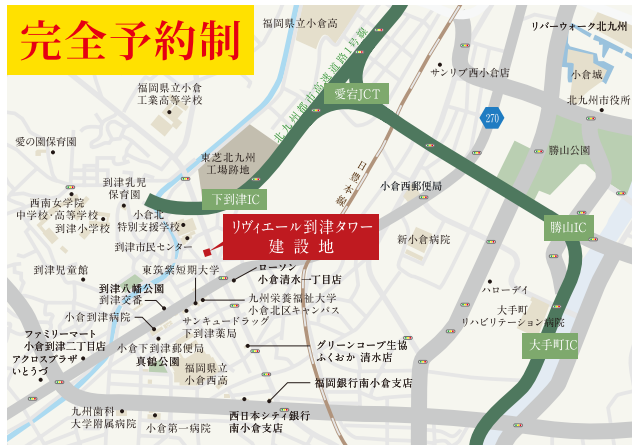 完全予約制
福岡県立小倉高
北九州都市高速道路1号線
リバーウォーク北九州
サンリブ西小倉店
小倉城
福岡県立小倉
工業高等学校
愛宕JCT
北九州市役所
270
愛の園保育園
勝山公園
東芝北九州
工場跡地
日豊本線
到津乳児
保育園
小倉西郵便局
下到津IC
西南女学院
中学校・高等学校
到津小学校
小倉北
特別支援学校
リヴィエール到津タワー
建設地
勝山IC
到津市民センター
新小倉病院
到津児童館
東筑紫短期大学
ローソン
小倉清水一丁目店
到津八幡公園
到津交番
九州栄養福祉大学
小倉北区キャンパス
ハローデイ
小倉到津病院
サンキュードラッグ
下到津薬局
大手町
リハビリテーション病院
ファミリーマート
小倉到津二丁目店
小倉下到津郵便局
真鶴公園
グリーンコープ生協
ふくおか 清水店
大手町IC
アクロスプラザ
いとうづ
福岡県立
小倉西高
福岡銀行南小倉支店
九州歯科
大学附属病院
小倉第一病院
西日本シティ銀行
南小倉支店